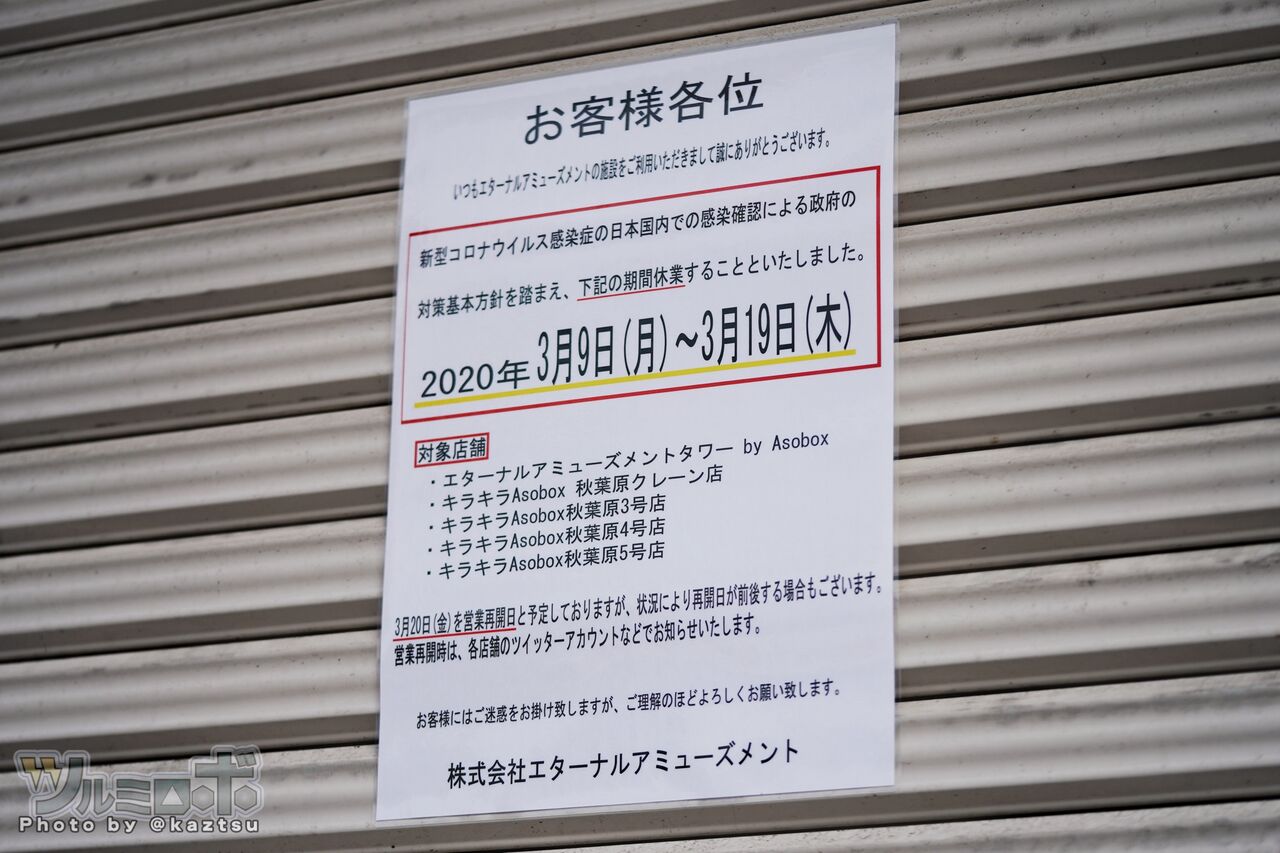 お客様各位
いつもエターナルアミューズメントの施設をご利用いただきまして誠にありがとうございます。
新型コロナウイルス感染症の日本国内での感染確認による政府の
対策基本方針を踏まえ、下記の期間休業することといたしました。
2020年 3月9日(月)~3月19日(木)
対象店舗
・エターナルアミューズメントタワー by Asobox
・キラキラAsobox 秋葉原クレーン店
・キラキラAsobox秋葉原3号店
・キラキラAsobox秋葉原4号店
・キラキラAsobox秋葉原5号店
3月20日(金)を営業再開日と予定しておりますが、状況により再開日が前後する場合もございます。
営業再開時は、各店舗のツイッターアカウントなどでお知らせいたします。
お客様にはご迷惑をお掛け致しますが、ご理解のほどよろしくお願い致します。
株式会社エターナルアミューズメント
ツルミロボ
Photo by @kaztsu